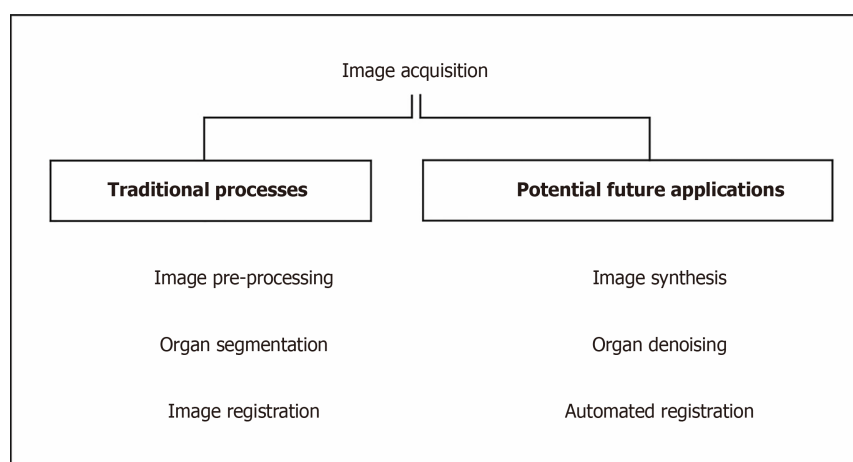 Image acquisition
Traditional processes
Potential future applications
Image pre-processing
Image synthesis
Organ segmentation
Organ denoising
Image registration
Automated registration